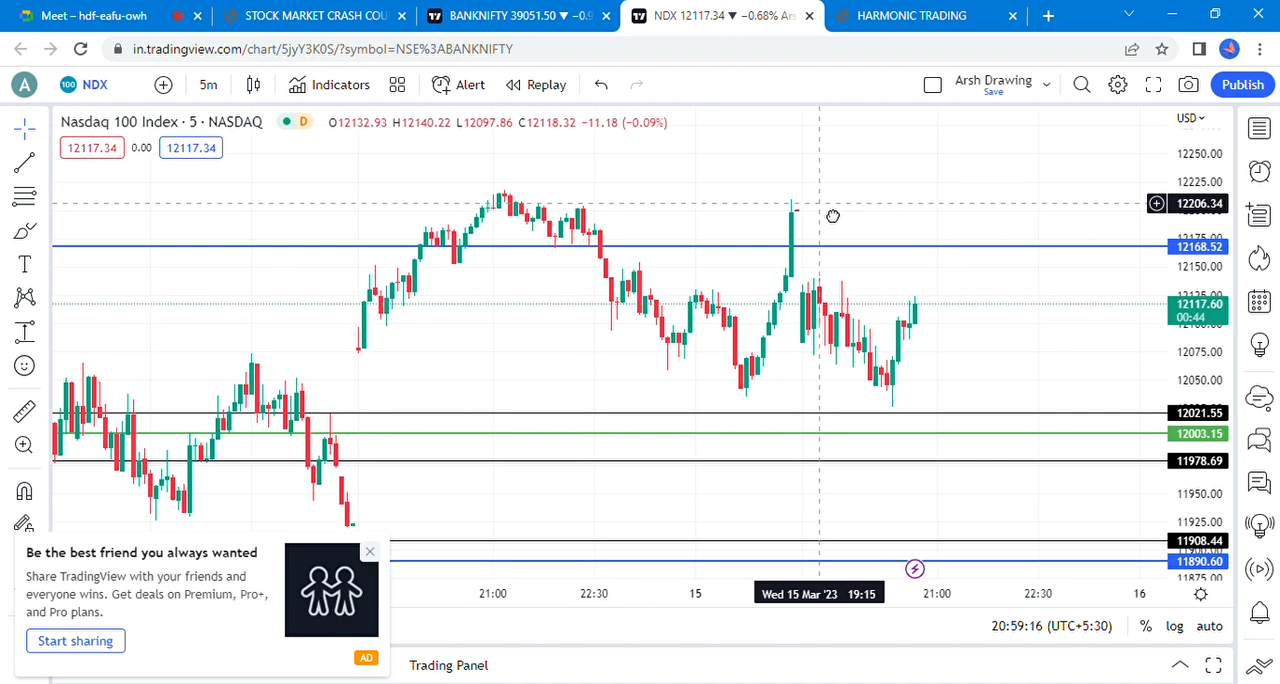 Meet – hdf-eafu-owh
STOCK MARKET CRASH COU
BANKNIFTY 39051.50 ▼ −0.9
NDX 12117.34 ▼ −0.68% Ars
HARMONIC TRADING
in.tradingview.com/chart/5jyY3K0S/?symbol=NSE%3ABANKNIFTY
A
100 NDX
5m
Indicators
Alert
Replay
Arsh Drawing
Save
Publish
Nasdaq 100 Index · 5 · NASDAQ
D
O12132.93 H12140.22 L12097.86 C12118.32 −11.18 (−0.09%)
USD
12117.34
0.00
12117.34
12250.00
12225.00
12206.34
12175.00
12168.52
12150.00
12117.60
00:44
12075.00
12050.00
12021.55
12003.15
11978.69
11950.00
11925.00
11908.44
11890.60
11875.00
Be the best friend you always wanted
Share TradingView with your friends and
everyone wins. Get deals on Premium, Pro+,
and Pro plans.
Start sharing
AD
21:00
22:30
15
Wed 15 Mar '23 19:15
21:00
22:30
16
20:59:16 (UTC+5:30)
%
log
auto
Trading Panel